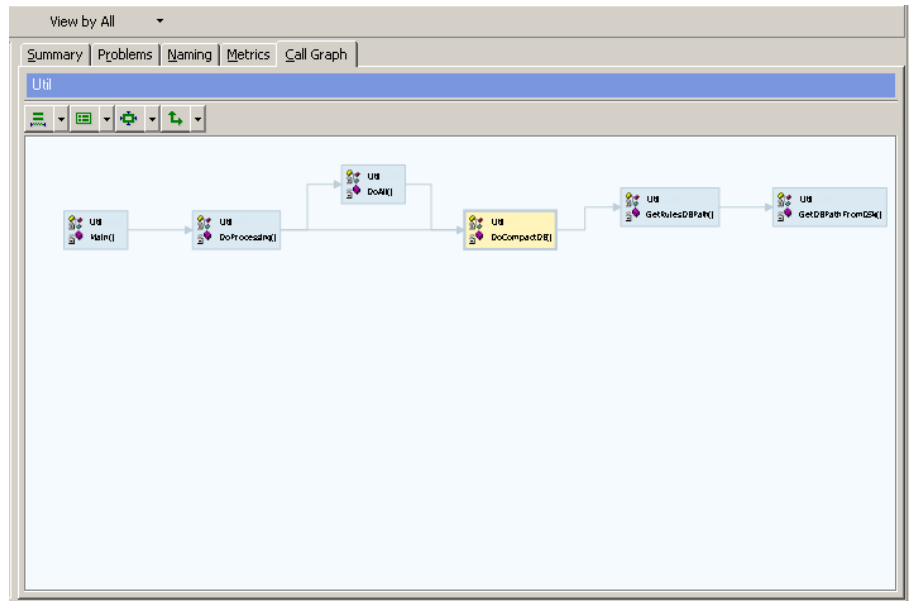 View by All
Summary Problems Naming Metrics Call Graph
Util
Util
Main()
Util
DoProcessing()
Util
DoAll()
Util
DoCompactDB()
Util
GetRulesDBPath()
Util
GetDBPathFromDSN()